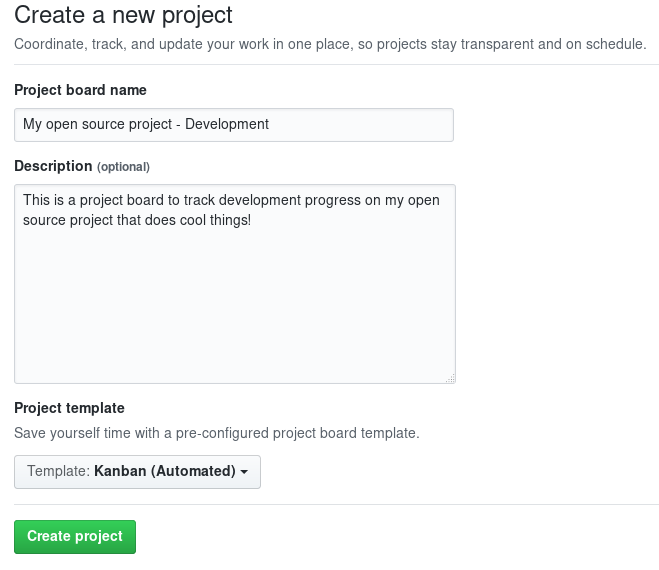 Create a new project
Coordinate, track, and update your work in one place, so projects stay transparent and on schedule.
Project board name
My open source project - Development
Description (optional)
This is a project board to track development progress on my open
source project that does cool things!
Project template
Save yourself time with a pre-configured project board template.
Template: Kanban (Automated)
Create project